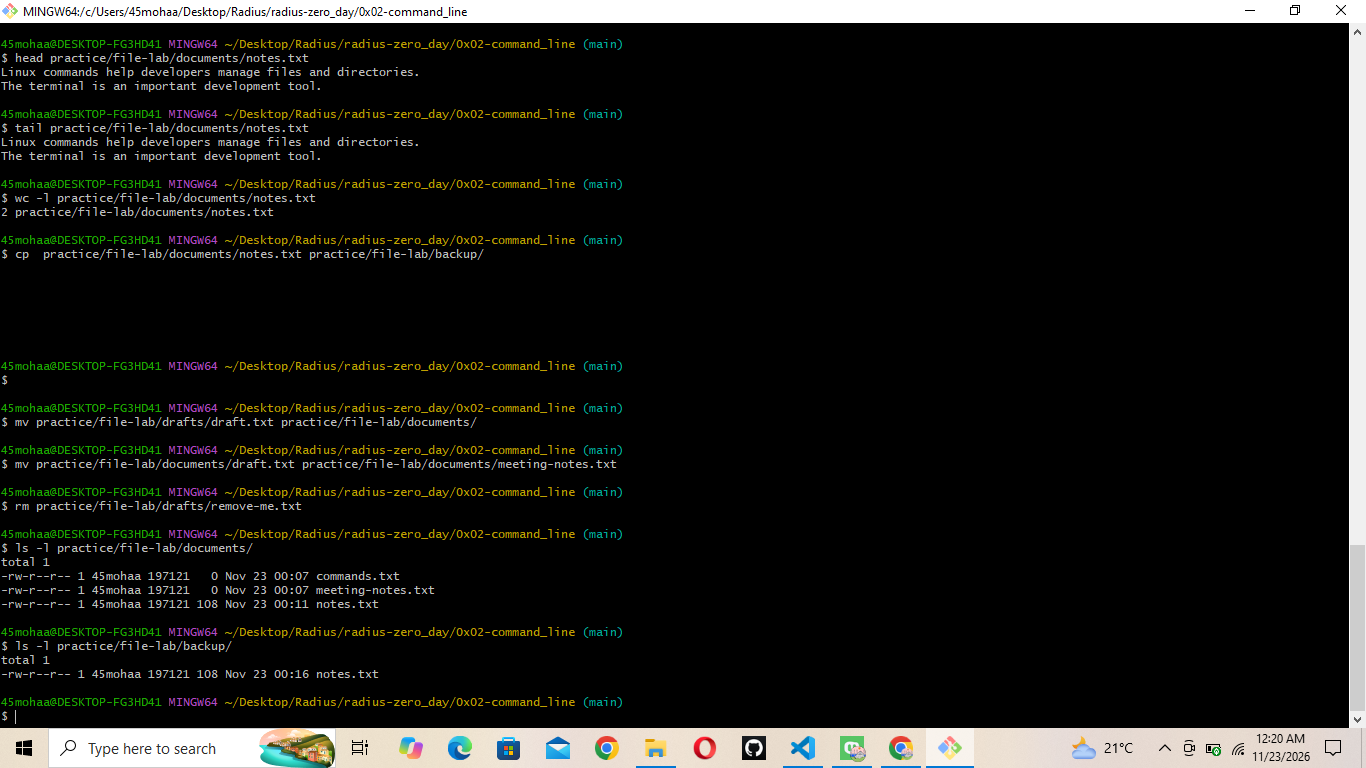 MINGW64:/c/Users/45mohaa/Desktop/Radius/radius-zero_day/0x02-command_line
45mohaa@DESKTOP-FG3HD41 MINGW64 ~/Desktop/Radius/radius-zero_day/0x02-command_line (main)
$ head practice/file-lab/documents/notes.txt
Linux commands help developers manage files and directories.
The terminal is an important development tool.
45mohaa@DESKTOP-FG3HD41 MINGW64 ~/Desktop/Radius/radius-zero_day/0x02-command_line (main)
$ tail practice/file-lab/documents/notes.txt
Linux commands help developers manage files and directories.
The terminal is an important development tool.
45mohaa@DESKTOP-FG3HD41 MINGW64 ~/Desktop/Radius/radius-zero_day/0x02-command_line (main)
$ wc -l practice/file-lab/documents/notes.txt
2 practice/file-lab/documents/notes.txt
45mohaa@DESKTOP-FG3HD41 MINGW64 ~/Desktop/Radius/radius-zero_day/0x02-command_line (main)
$ cp  practice/file-lab/documents/notes.txt practice/file-lab/backup/
45mohaa@DESKTOP-FG3HD41 MINGW64 ~/Desktop/Radius/radius-zero_day/0x02-command_line (main)
$
45mohaa@DESKTOP-FG3HD41 MINGW64 ~/Desktop/Radius/radius-zero_day/0x02-command_line (main)
$ mv practice/file-lab/drafts/draft.txt practice/file-lab/documents/
45mohaa@DESKTOP-FG3HD41 MINGW64 ~/Desktop/Radius/radius-zero_day/0x02-command_line (main)
$ mv practice/file-lab/documents/draft.txt practice/file-lab/documents/meeting-notes.txt
45mohaa@DESKTOP-FG3HD41 MINGW64 ~/Desktop/Radius/radius-zero_day/0x02-command_line (main)
$ rm practice/file-lab/drafts/remove-me.txt
45mohaa@DESKTOP-FG3HD41 MINGW64 ~/Desktop/Radius/radius-zero_day/0x02-command_line (main)
$ ls -l practice/file-lab/documents/
total 1
-rw-r--r-- 1 45mohaa 197121   0 Nov 23 00:07 commands.txt
-rw-r--r-- 1 45mohaa 197121   0 Nov 23 00:07 meeting-notes.txt
-rw-r--r-- 1 45mohaa 197121 108 Nov 23 00:11 notes.txt
45mohaa@DESKTOP-FG3HD41 MINGW64 ~/Desktop/Radius/radius-zero_day/0x02-command_line (main)
$ ls -l practice/file-lab/backup/
total 1
-rw-r--r-- 1 45mohaa 197121 108 Nov 23 00:16 notes.txt
45mohaa@DESKTOP-FG3HD41 MINGW64 ~/Desktop/Radius/radius-zero_day/0x02-command_line (main)
$
Type here to search
21°C
12:20 AM
11/23/2026